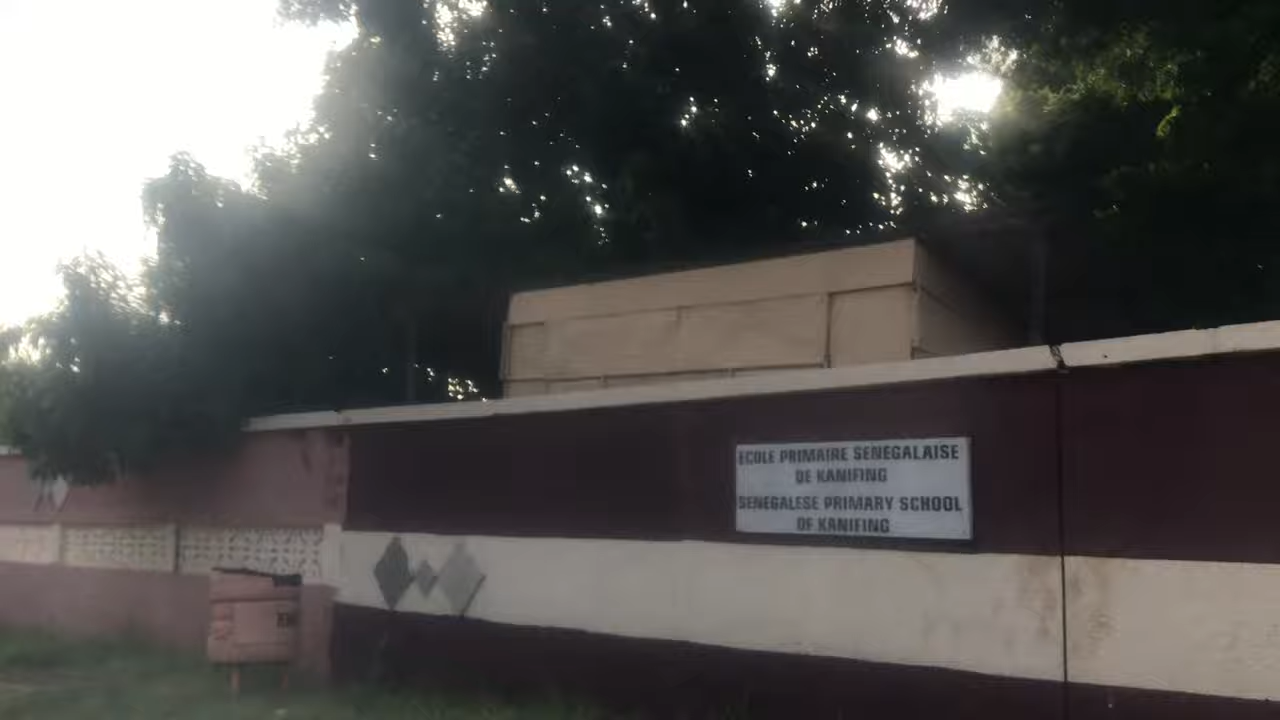 ECOLE PRIMAIRE SENEGALAISE
DE KANIFING
SENEGALESE PRIMARY SCHOOL
OF KANIFING